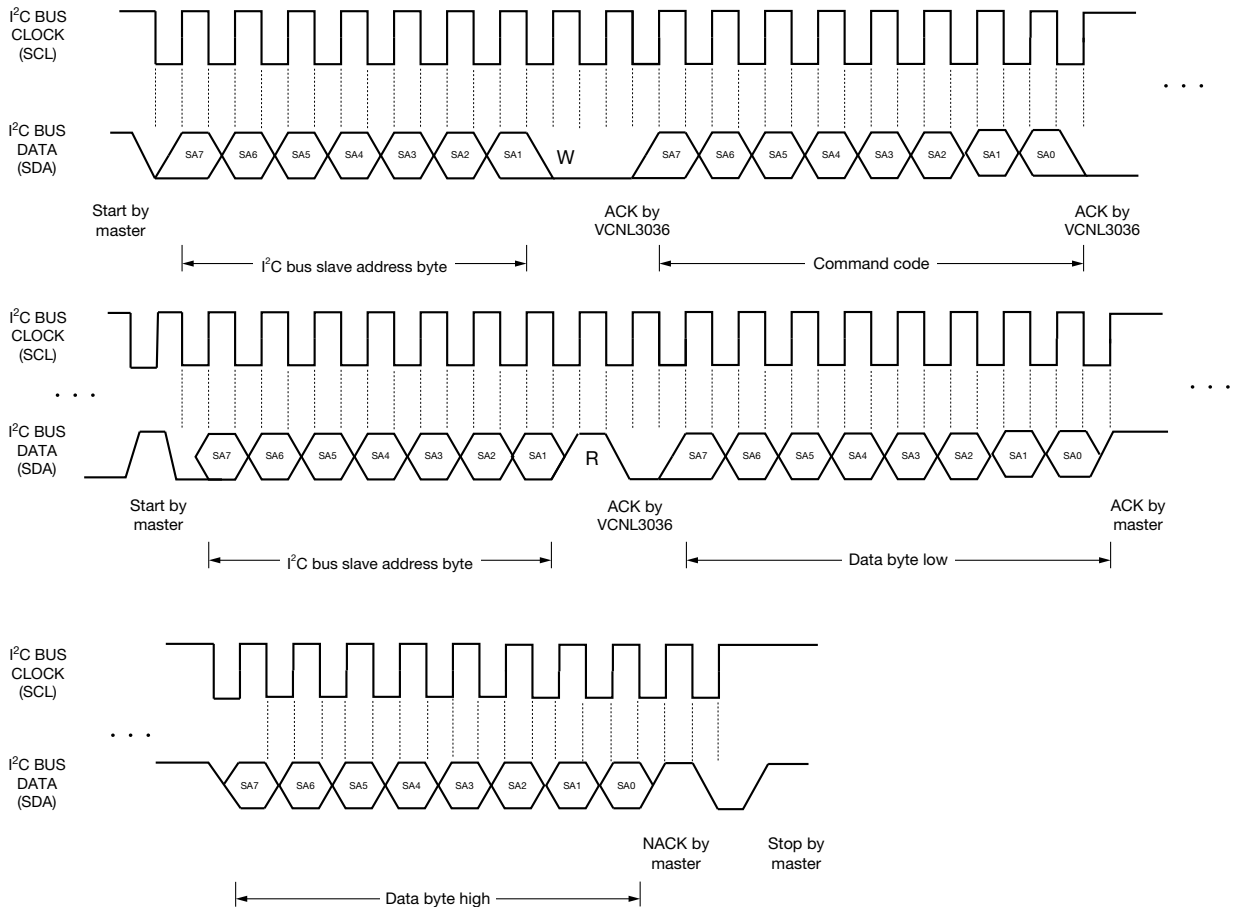 I²C BUS
CLOCK
(SCL)
. . .
I²C BUS
DATA
(SDA)
SA7 SA6 SA5 SA4 SA3 SA2 SA1 W SA7 SA6 SA5 SA4 SA3 SA2 SA1 SA0
Start by
master
ACK by
VCNL3036
ACK by
VCNL3036
I²C bus slave address byte
Command code
I²C BUS
CLOCK
(SCL)
. . .
. . .
I²C BUS
DATA
(SDA)
SA7 SA6 SA5 SA4 SA3 SA2 SA1 R SA7 SA6 SA5 SA4 SA3 SA2 SA1 SA0
Start by
master
ACK by
VCNL3036
ACK by
master
I²C bus slave address byte
Data byte low
I²C BUS
CLOCK
(SCL)
. . .
I²C BUS
DATA
(SDA)
SA7 SA6 SA5 SA4 SA3 SA2 SA1 SA0
NACK by
master
Stop by
master
Data byte high